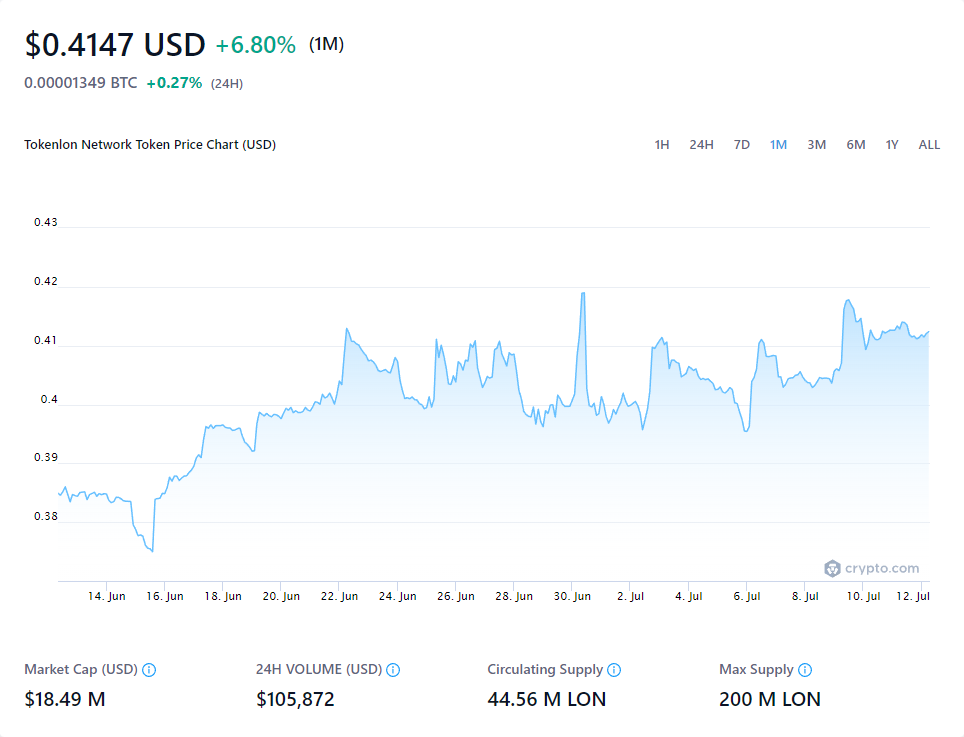 $0.4147 USD +6.80% (1M)
0.00001349 BTC +0.27% (24H)
Tokenlon Network Token Price Chart (USD) 1H 24H 7D 1M 3M 6M 1Y ALL
0.43
0.42
0.41
0.4
0.39
0.38
crypto.com
14. Jun 16. Jun 18. Jun 20. Jun 22. Jun 24. Jun 26. Jun 28. Jun 30. Jun 2. Jul 4. Jul 6. Jul 8. Jul 10. Jul 12. Jul
Market Cap (USD) 24H VOLUME (USD) Circulating Supply Max Supply
$18.49 M $105,872 44.56 M LON 200 M LON